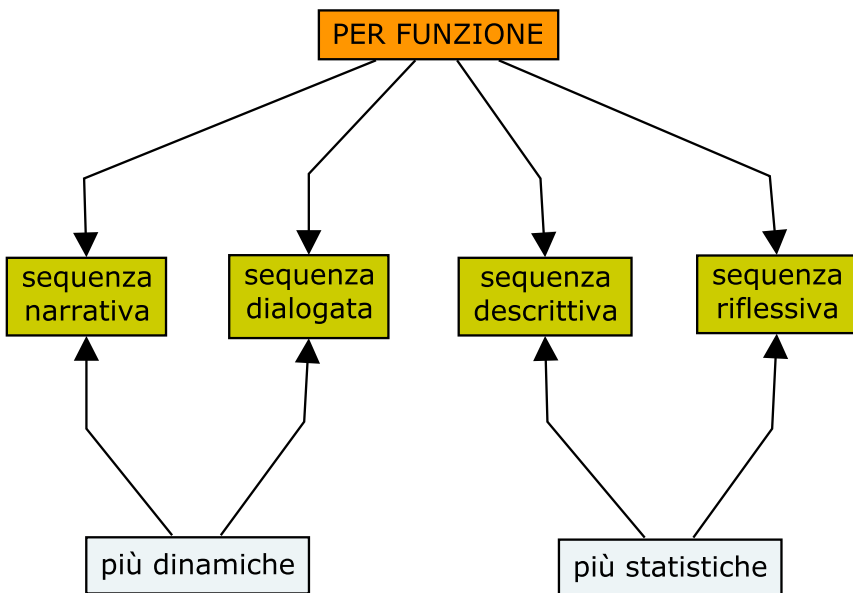 PER FUNZIONE
sequenza
narrativa
sequenza
dialogata
sequenza
descrittiva
sequenza
riflessiva
più dinamiche
più statistiche